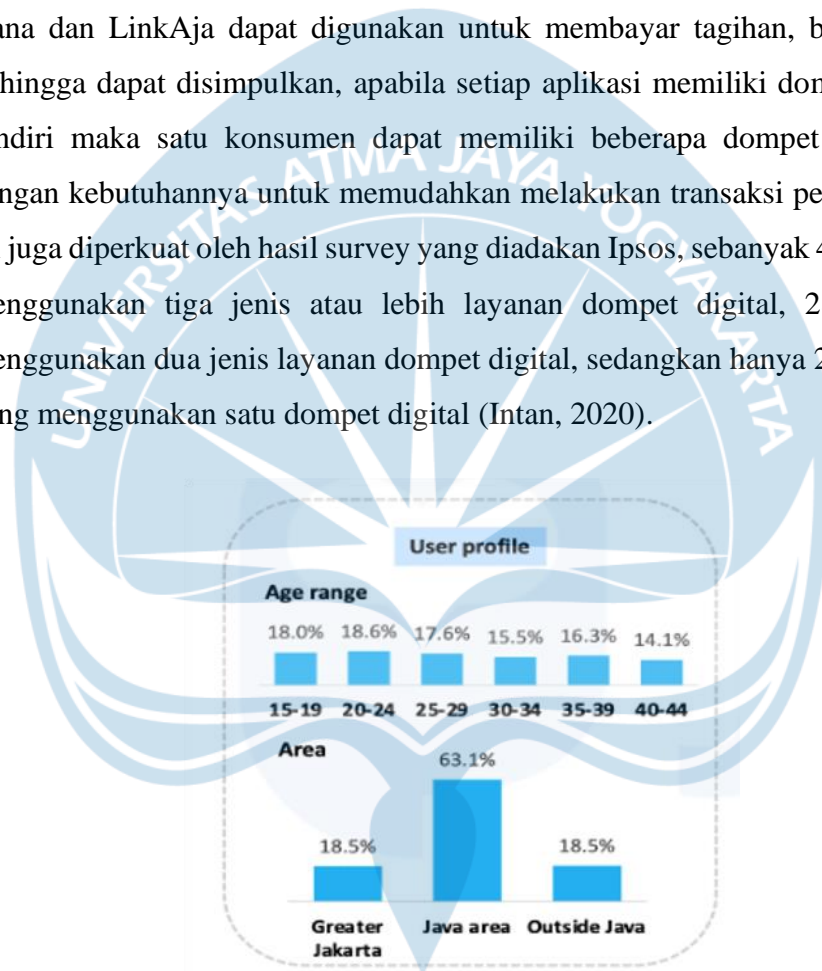 ana dan LinkAja dapat digunakan untuk membayar tagihan, b
hingga dapat disimpulkan, apabila setiap aplikasi memiliki dom
ndiri maka satu konsumen dapat memiliki beberapa dompet
ngan kebutuhannya untuk memudahkan melakukan transaksi pe
juga diperkuat oleh hasil survey yang diadakan Ipsos, sebanyak 4
enggunakan tiga jenis atau lebih layanan dompet digital, 2
enggunakan dua jenis layanan dompet digital, sedangkan hanya 2
ng menggunakan satu dompet digital (Intan, 2020).
UNIVERSITAS ATMA JAYA YOGYAKARTA
User profile
Age range
18.0% 18.6% 17.6% 15.5% 16.3% 14.1%
15-19 20-24 25-29 30-34 35-39 40-44
Area
63.1%
18.5% 18.5%
Greater Jakarta Java area Outside Java